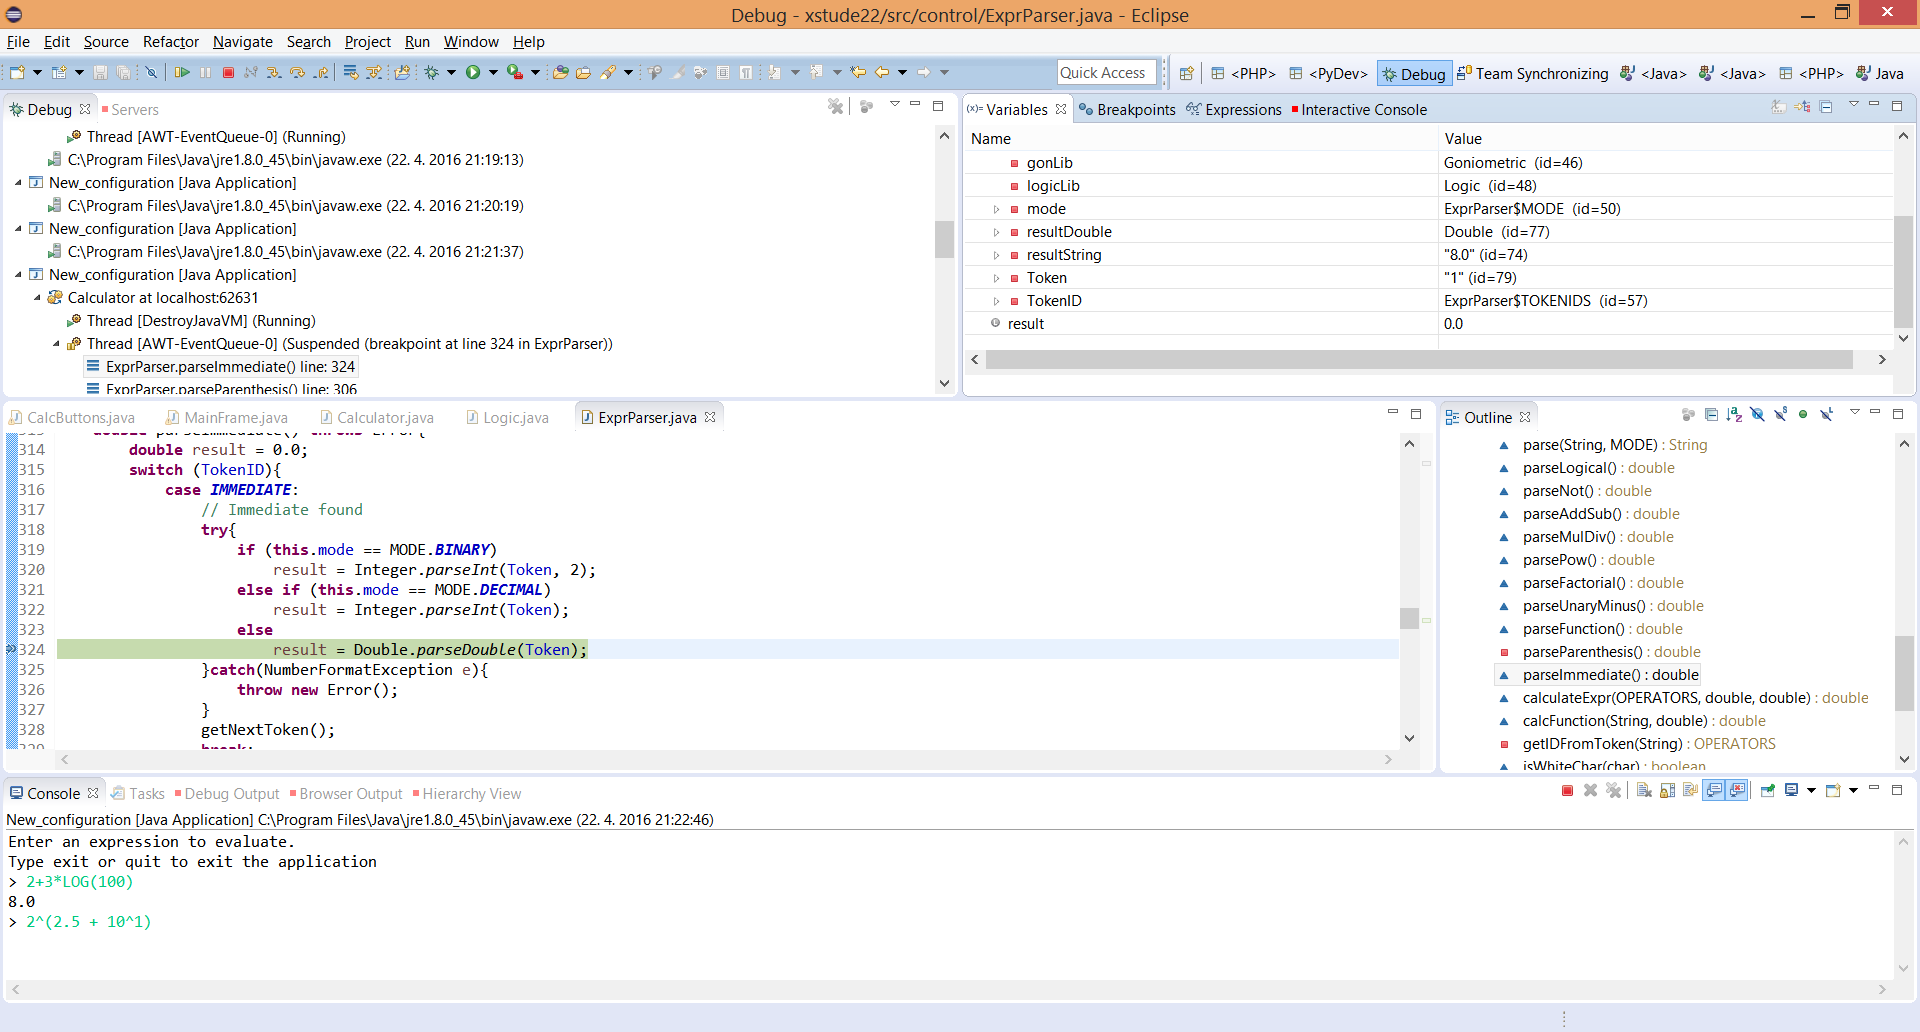 Debug - xstude22/src/control/ExprParser.java - Eclipse
File Edit Source Refactor Navigate Search Project Run Window Help
Quick Access <PHP> <PyDev> Debug Team Synchronizing <Java> <Java> <PHP> Java
Debug Servers
Thread [AWT-EventQueue-0] (Running)
C:\Program Files\Java\jre1.8.0_45\bin\javaw.exe (22. 4. 2016 21:19:13)
New_configuration [Java Application]
C:\Program Files\Java\jre1.8.0_45\bin\javaw.exe (22. 4. 2016 21:20:19)
New_configuration [Java Application]
C:\Program Files\Java\jre1.8.0_45\bin\javaw.exe (22. 4. 2016 21:21:37)
New_configuration [Java Application]
Calculator at localhost:62631
Thread [DestroyJavaVM] (Running)
Thread [AWT-EventQueue-0] (Suspended (breakpoint at line 324 in ExprParser))
ExprParser.parseImmediate() line: 324
ExprParser.parseParenthesis() line: 306
(x)= Variables Breakpoints Expressions Interactive Console
Name Value
gonLib Goniometric (id=46)
logicLib Logic (id=48)
mode ExprParser$MODE (id=50)
resultDouble Double (id=77)
resultString "8.0" (id=74)
Token "1" (id=79)
TokenID ExprParser$TOKENIDS (id=57)
result 0.0
CalcButtons.java MainFrame.java Calculator.java Logic.java ExprParser.java
313 double parseImmediate() throws Error{
314 double result = 0.0;
315 switch (TokenID){
316 case IMMEDIATE:
317 // Immediate found
318 try{
319 if (this.mode == MODE.BINARY)
320 result = Integer.parseInt(Token, 2);
321 else if (this.mode == MODE.DECIMAL)
322 result = Integer.parseInt(Token);
323 else
324 result = Double.parseDouble(Token);
325 }catch(NumberFormatException e){
326 throw new Error();
327 }
328 getNextToken();
329 break;
Outline
parse(String, MODE) : String
parseLogical() : double
parseNot() : double
parseAddSub() : double
parseMulDiv() : double
parsePow() : double
parseFactorial() : double
parseUnaryMinus() : double
parseFunction() : double
parseParenthesis() : double
parseImmediate() : double
calculateExpr(OPERATORS, double, double) : double
calcFunction(String, double) : double
getIDFromToken(String) : OPERATORS
isWhiteChar(char) : boolean
Console Tasks Debug Output Browser Output Hierarchy View
New_configuration [Java Application] C:\Program Files\Java\jre1.8.0_45\bin\javaw.exe (22. 4. 2016 21:22:46)
Enter an expression to evaluate.
Type exit or quit to exit the application
> 2+3*LOG(100)
8.0
> 2^(2.5 + 10^1)